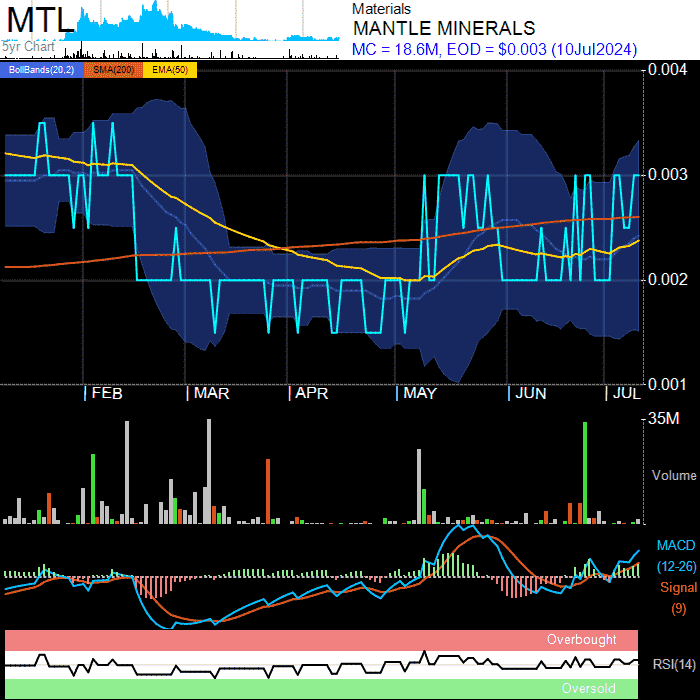 MTL
5yr Chart
Materials
MANTLE MINERALS
MC = 18.6M, EOD = $0.003 (10Jul2024)
BollBands(20,2) SMA(200) EMA(50)
0.004
0.003
0.002
0.001
| FEB | MAR | APR | MAY | JUN | JUL
35M
Volume
MACD
(12-26)
Signal
(9)
Overbought
RSI(14)
Oversold